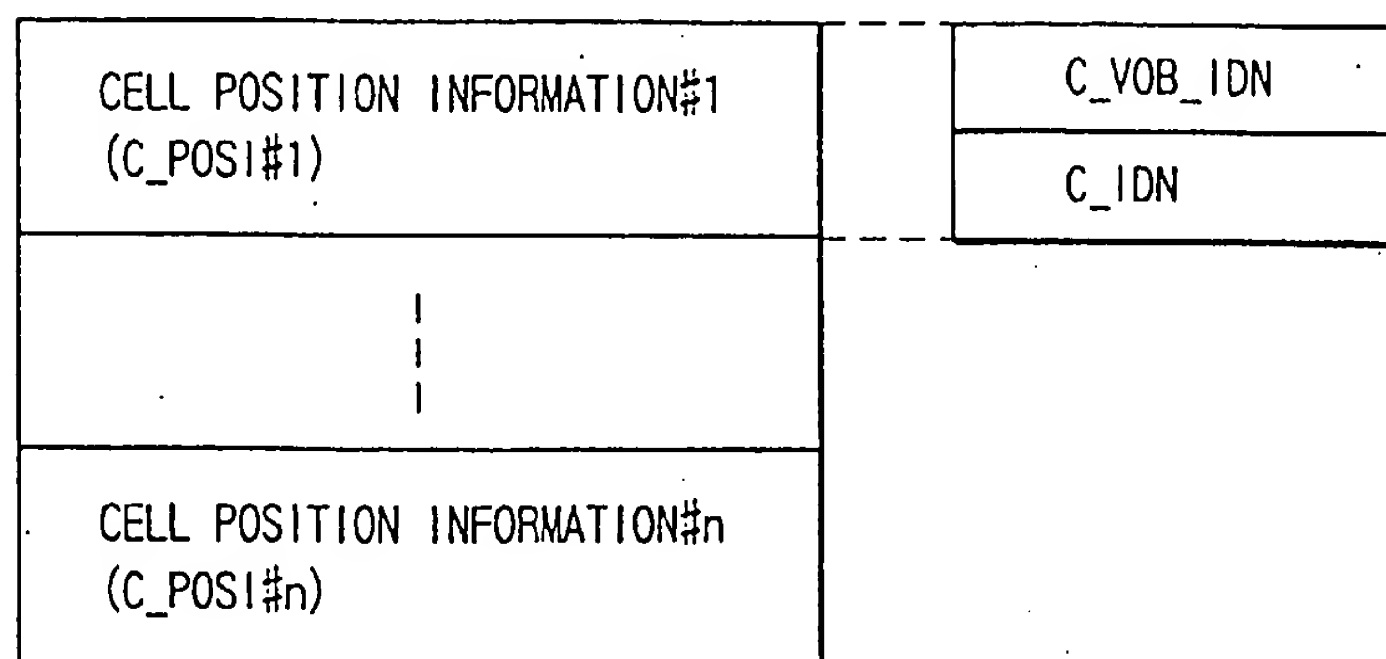 CELL POSITION INFORMATION#1
(C_POSI#1)
C_VOB_IDN
C_IDN
CELL POSITION INFORMATION#n
(C_POSI#n)